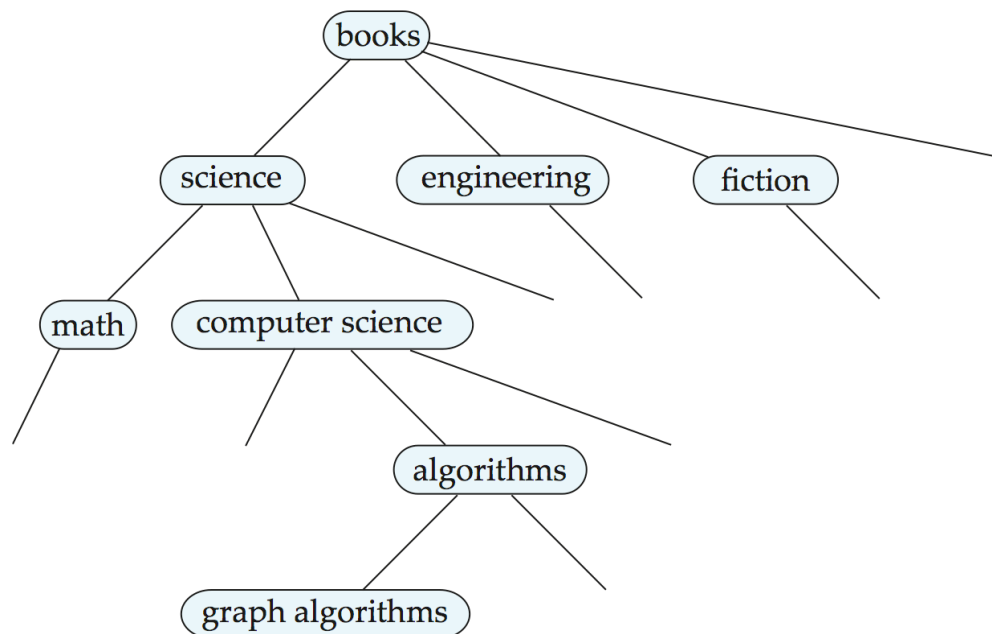 books
science
engineering
fiction
math
computer science
algorithms
graph algorithms